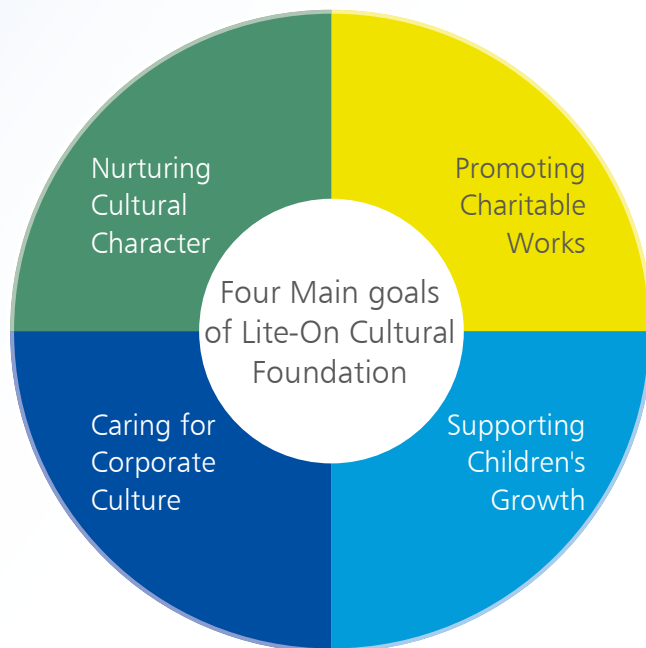 Nurturing
Cultural
Character
Promoting
Charitable
Works
Four Main goals
of Lite-On Cultural
Foundation
Caring for
Corporate
Culture
Supporting
Children's
Growth